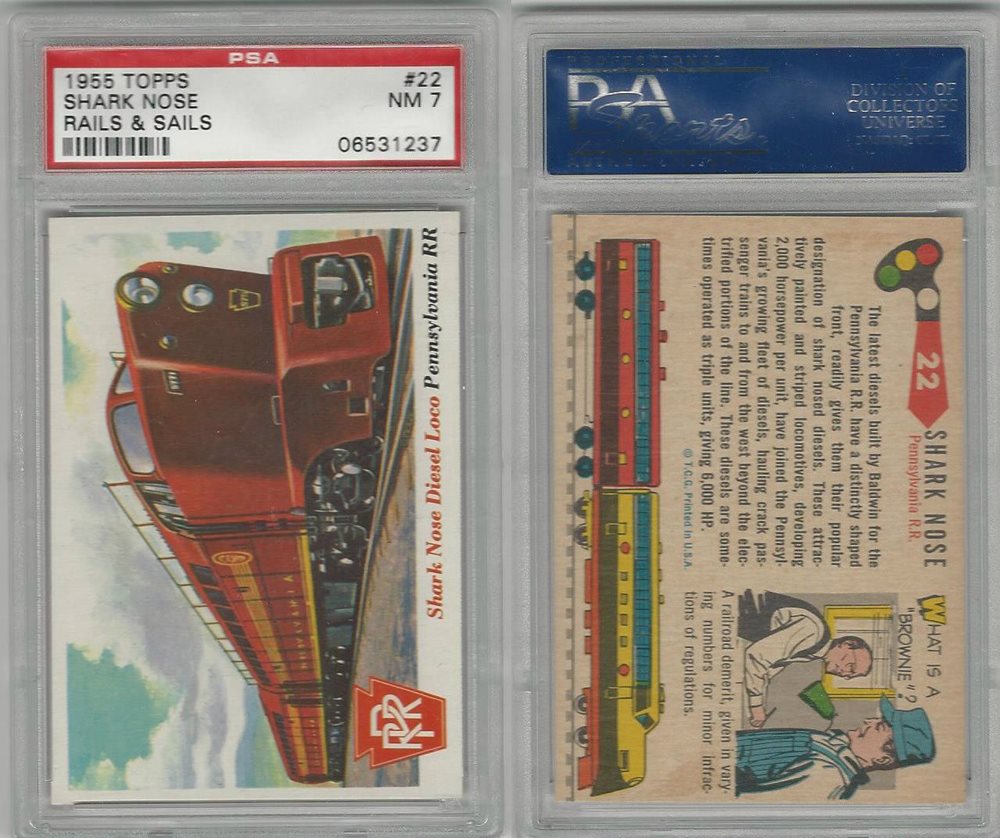 PSA
1955 TOPPS #22
SHARK NOSE NM 7
RAILS & SAILS
06531237
Shark Nose Diesel Loco Pennsylvania RR
PRR
PENNSYLVANIA
PROFESSIONAL
PSA
Sports
AUTHENTICATOR
A
DIVISION OF
COLLECTORS
UNIVERSE
22 SHARK NOSE
Pennsylvania R.R.
The latest diesels built by Baldwin for the
Pennsylvania R.R. have a distinctly shaped
front, readily gives them their popular
designation of shark nosed diesels. These attrac-
tively painted and striped locomotives, developing
2,000 horsepower per unit, have joined the Pennsyl-
vania's growing fleet of diesels, hauling crack pas-
senger trains to and from the west beyond the elec-
trified portions of the line. These diesels are some-
times operated as triple units, giving 6,000 HP.
© T.C.G. Printed in U.S.A.
WHAT IS A
"BROWNIE"?
A railroad demerit, given in vary-
ing numbers for minor infrac-
tions of regulations.